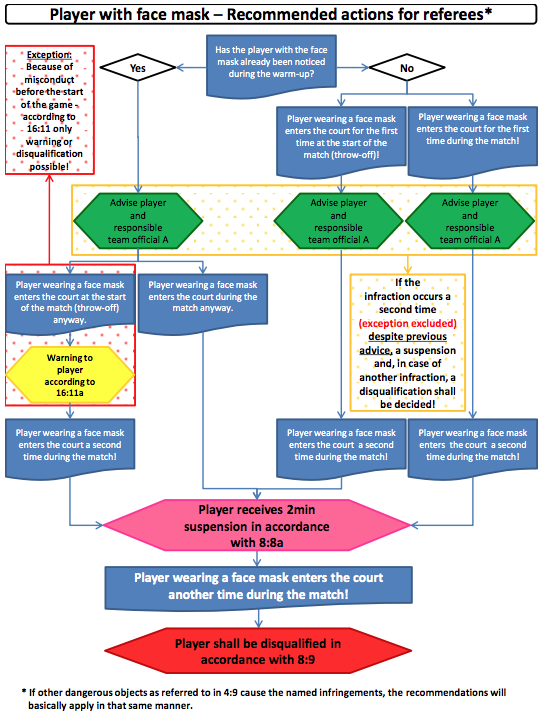 Player with face mask – Recommended actions for referees*
Exception:
Because of
misconduct
before the start
of the game -
according to
16:11 only
warning or
disqualification
possible!
Yes
Has the player with the face
mask already been noticed
during the warm-up?
No
Player wearing a face mask
enters the court for the first
time at the start of the
match (throw-off)!
Player wearing a face mask
enters the court for the first
time during the match!
Advise player
and
responsible
team official A
Advise player
and
responsible
team official A
Advise player
and
responsible
team official A
Player wearing a face mask
enters the court at the start
of the match (throw-off)
anyway.
Player wearing a face mask
enters the court during the
match anyway.
If the
infraction occurs a
second time
(exception excluded)
despite previous
advice, a suspension
and, in case of
another infraction, a
disqualification shall
be decided!
Warning to
player
according to
16:11a
Player wearing a face mask
enters the court a second
time during the match!
Player wearing a face mask
enters the court a second
time during the match!
Player wearing a face mask
enters the court a second
time during the match!
Player receives 2min
suspension in accordance
with 8:8a
Player wearing a face mask enters the court
another time during the match!
Player shall be disqualified in
accordance with 8:9
* If other dangerous objects as referred to in 4:9 cause the named infringements, the recommendations will
basically apply in that same manner.